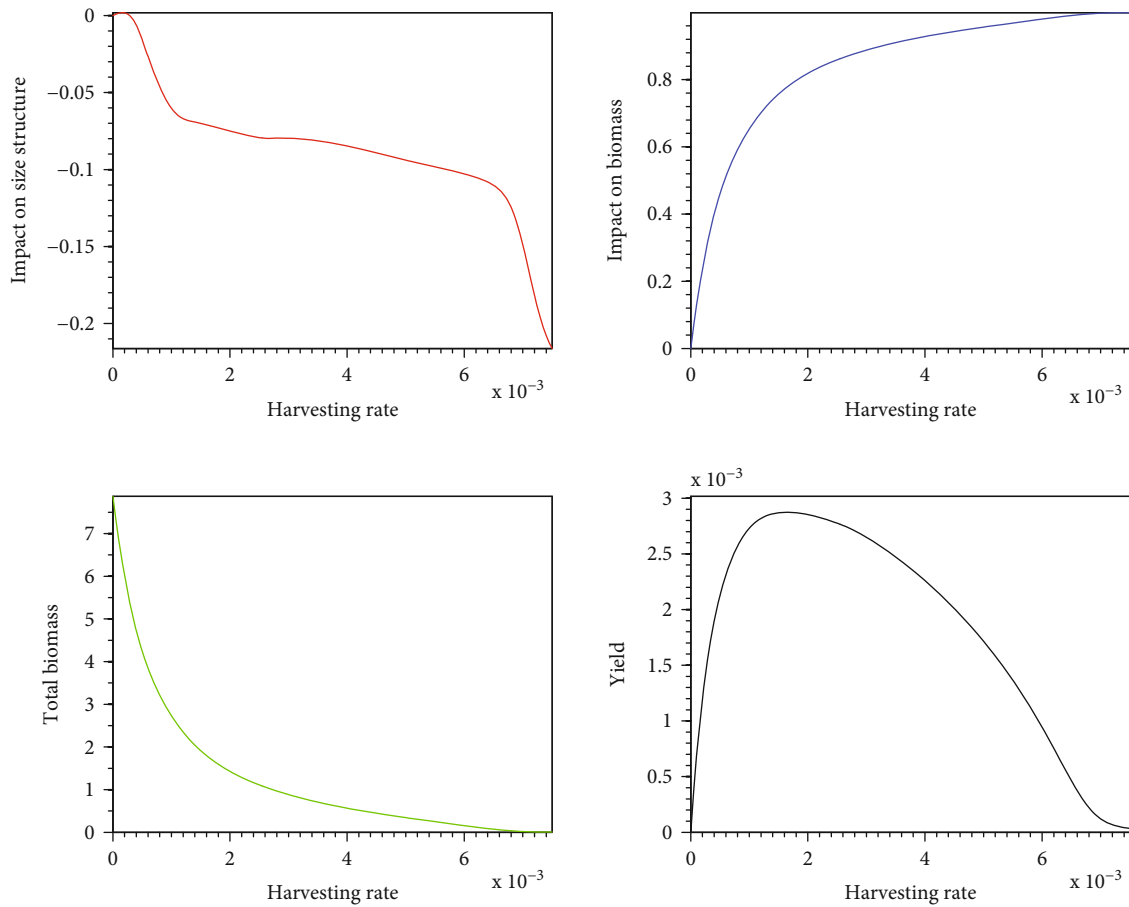 0
−0.05
−0.1
−0.15
−0.2
Impact on size structure
0 2 4 6
x 10⁻³
Harvesting rate
0.8
0.6
0.4
0.2
0
Impact on biomass
0 2 4 6
x 10⁻³
Harvesting rate
7
6
5
4
3
2
1
0
Total biomass
0 2 4 6
x 10⁻³
Harvesting rate
x 10⁻³
3
2.5
2
1.5
1
0.5
0
Yield
0 2 4 6
x 10⁻³
Harvesting rate